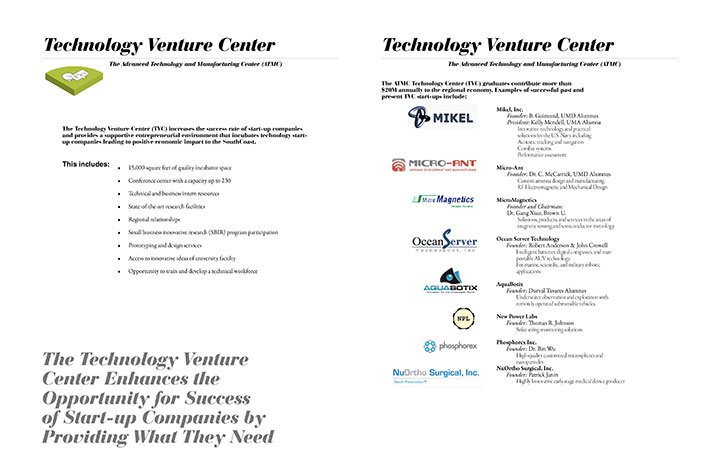 Technology Venture Center
The Advanced Technology and Manufacturing Center (ATMC)
The Technology Venture Center (TVC) increases the success rate of start-up companies
and provides a supportive entrepreneurial environment that incubates technology start-
up companies leading to positive economic impact to the SouthCoast.
This includes:
• 15,000 square feet of quality incubator space
• Conference center with a capacity up to 230
• Technical and business intern resources
• State-of-the-art research facilities
• Regional relationships
• Small business innovative research (SBIR) program participation
• Prototyping and design services
• Access to innovative ideas of university facility
• Opportunity to train and develop a technical workforce
The Technology Venture
Center Enhances the
Opportunity for Success
of Start-up Companies by
Providing What They Need
Technology Venture Center
The Advanced Technology and Manufacturing Center (ATMC)
The ATMC Technology Center (TVC) graduates contribute more than
$20M annually to the regional economy. Examples of successful past and
present TVC start-ups include:
MIKEL
Mikel, Inc.
Founder: B. Guimond, UMD Alumnus
President: Kelly Mendell, UMA Alumna
Innovative technology and practical
solutions for the U.S. Navy including:
Acoustic tracking and navigation
Combat systems
Performance assessment
MICRO-ANT
Micro-Ant
Founder: Dr. C. McCarrick, UMD Alumnus
Custom antenna design and manufacturing;
RF Electromagnetic and Mechanical Design
Micro Magnetics
MicroMagnetics
Founder and Chairman:
Dr. Gang Xiao, Brown U.
Solutions, products, and services in the areas of
magnetic sensing and semiconductor metrology
OceanServer
Technology, Inc.
Ocean Server Technology
Founder: Robert Anderson & John Crowell
Intelligent batteries, digital compasses, and man-
portable AUV technology
For marine, scientific, and military robotic
applications
AQUABOTIX
AquaBotix
Founder: Durval Tavares Alumnus
Underwater observation and exploration with
remotely operated submersible vehicles
NPL
New Power Labs
Founder: Thomas R. Johnson
Solar string monitoring solutions
phosphorex
Phosphorex Inc.
Founder: Dr. Bin Wu
High-quality customized microspheres and
nanoparticles
NuOrtho Surgical, Inc.
NuOrtho Surgical, Inc.
Founder: Patrick Janin
Highly Innovative early stage medical device producer